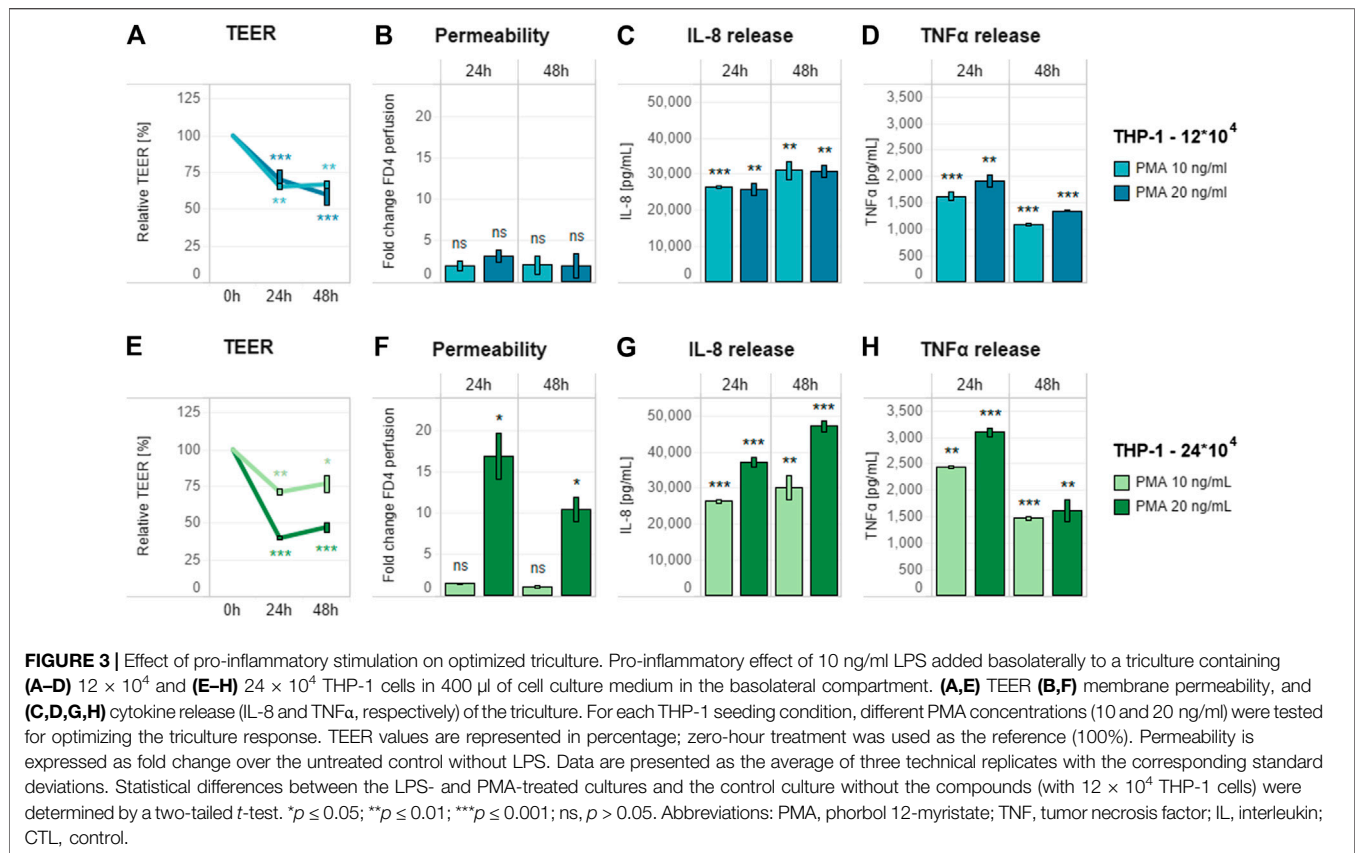 A TEER
Relative TEER [%]
125
100
75
50
25
0
***
**
**
***
0h 24h 48h
B Permeability
24h 48h
Fold change FD4 perfusion
20
15
10
5
0
ns ns ns ns
C IL-8 release
24h 48h
IL-8 [pg/mL]
50,000
40,000
30,000
20,000
10,000
0
*** ** ** **
D TNFα release
24h 48h
TNFα [pg/mL]
3,500
3,000
2,500
2,000
1,500
1,000
500
0
*** ** *** ***
THP-1 - 12*10^4
PMA 10 ng/ml
PMA 20 ng/ml
E TEER
Relative TEER [%]
125
100
75
50
25
0
** *
*** ***
0h 24h 48h
F Permeability
24h 48h
Fold change FD4 perfusion
20
15
10
5
0
ns * ns *
G IL-8 release
24h 48h
IL-8 [pg/mL]
50,000
40,000
30,000
20,000
10,000
0
*** *** ** ***
H TNFα release
24h 48h
TNFα [pg/mL]
3,500
3,000
2,500
2,000
1,500
1,000
500
0
** *** *** **
THP-1 - 24*10^4
PMA 10 ng/mL
PMA 20 ng/mL
FIGURE 3 | Effect of pro-inflammatory stimulation on optimized triculture. Pro-inflammatory effect of 10 ng/ml LPS added basolaterally to a triculture containing
(A–D) 12 × 10^4 and (E–H) 24 × 10^4 THP-1 cells in 400 μl of cell culture medium in the basolateral compartment. (A,E) TEER (B,F) membrane permeability, and
(C,D,G,H) cytokine release (IL-8 and TNFα, respectively) of the triculture. For each THP-1 seeding condition, different PMA concentrations (10 and 20 ng/ml) were tested
for optimizing the triculture response. TEER values are represented in percentage; zero-hour treatment was used as the reference (100%). Permeability is
expressed as fold change over the untreated control without LPS. Data are presented as the average of three technical replicates with the corresponding standard
deviations. Statistical differences between the LPS- and PMA-treated cultures and the control culture without the compounds (with 12 × 10^4 THP-1 cells) were
determined by a two-tailed t-test. *p ≤ 0.05; **p ≤ 0.01; ***p ≤ 0.001; ns, p > 0.05. Abbreviations: PMA, phorbol 12-myristate; TNF, tumor necrosis factor; IL, interleukin;
CTL, control.